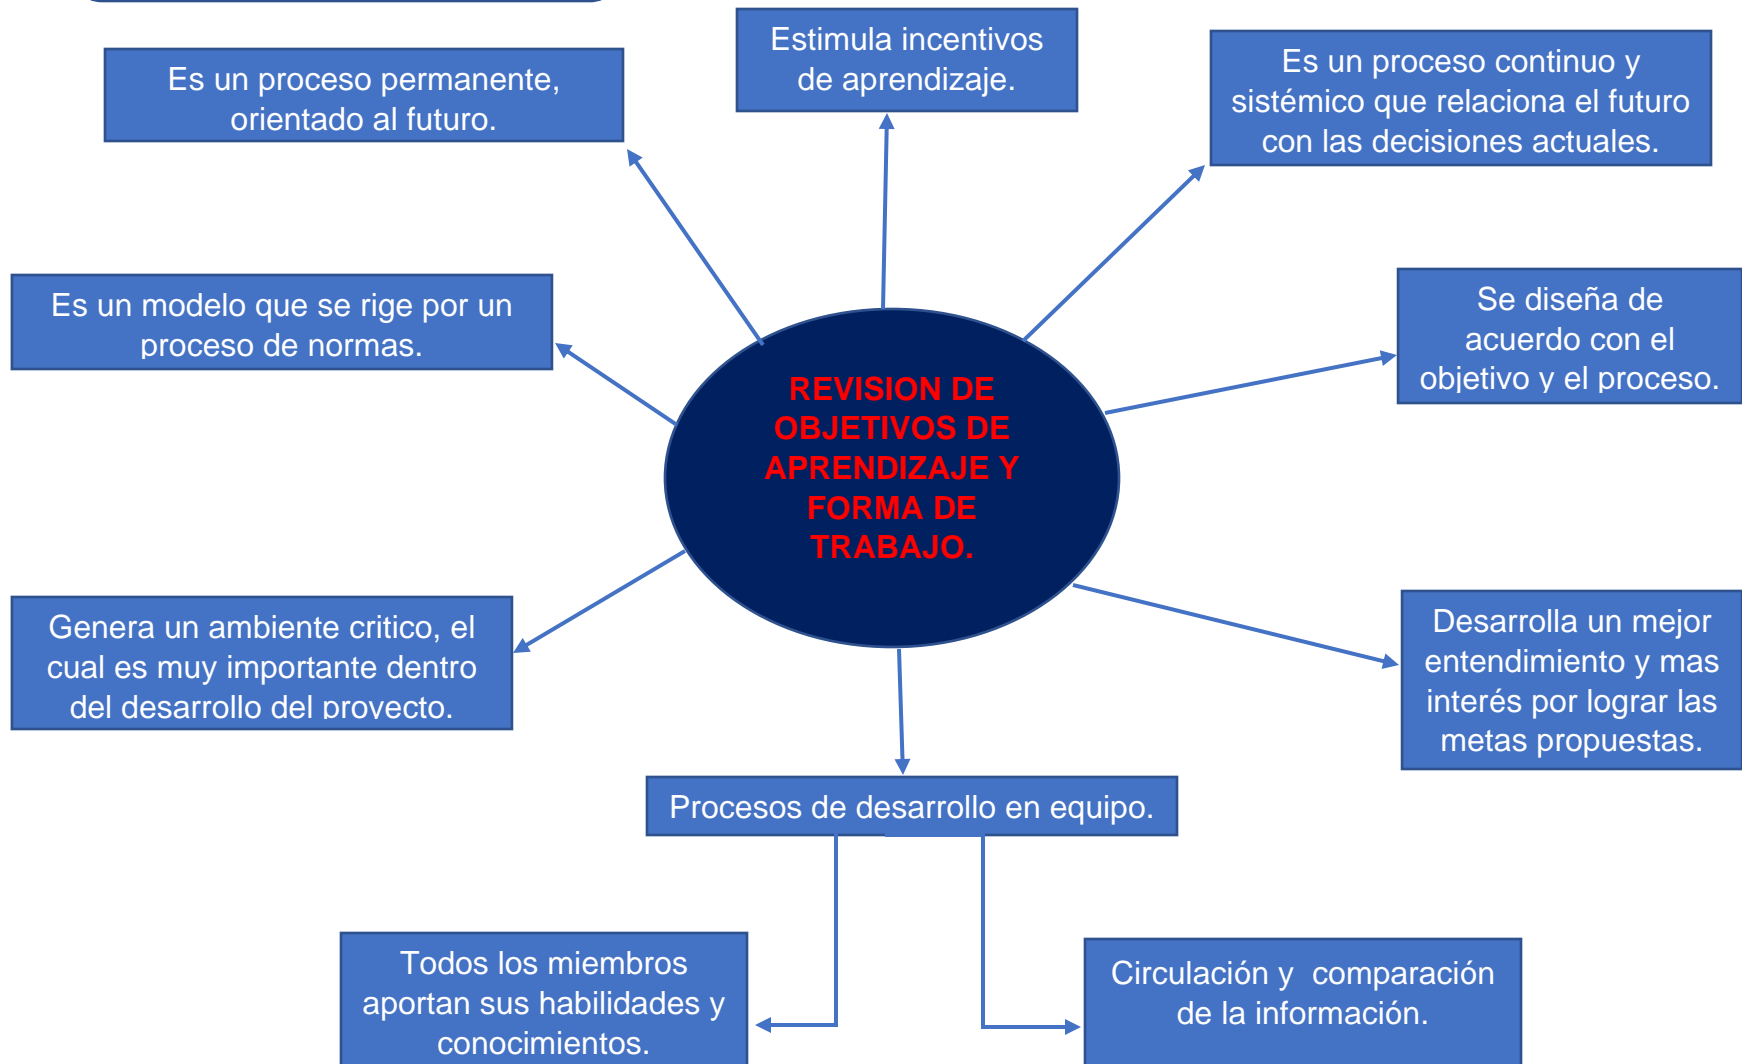 Estimula incentivos
de aprendizaje.
Es un proceso permanente,
orientado al futuro.
Es un proceso continuo y
sistémico que relaciona el futuro
con las decisiones actuales.
Es un modelo que se rige por un
proceso de normas.
Se diseña de
acuerdo con el
objetivo y el proceso.
REVISION DE
OBJETIVOS DE
APRENDIZAJE Y
FORMA DE
TRABAJO.
Genera un ambiente critico, el
cual es muy importante dentro
del desarrollo del proyecto.
Desarrolla un mejor
entendimiento y mas
interés por lograr las
metas propuestas.
Procesos de desarrollo en equipo.
Todos los miembros
aportan sus habilidades y
conocimientos.
Circulación y  comparación
de la información.